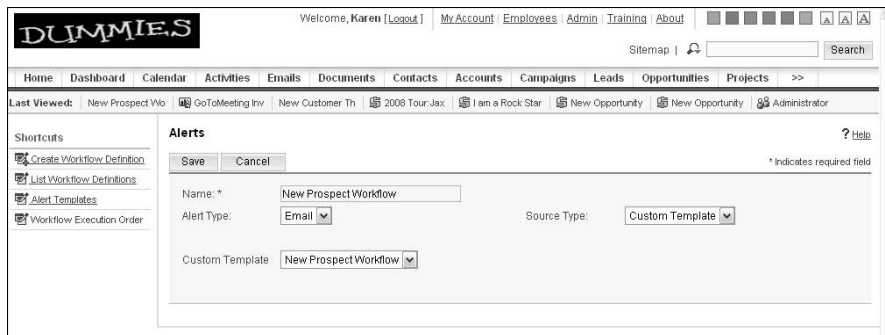 DUMMIES
Welcome, Karen [ Logout ] | My Account | Employees | Admin | Training | About A A A
Sitemap | Search
Home Dashboard Calendar Activities Emails Documents Contacts Accounts Campaigns Leads Opportunities Projects >>
Last Viewed: New Prospect Wo GoToMeeting Inv New Customer Th 2008 Tour:Jax I am a Rock Star New Opportunity New Opportunity Administrator
Shortcuts
Create Workflow Definition
List Workflow Definitions
Alert Templates
Workflow Execution Order
Alerts
? Help
Save Cancel
* Indicates required field
Name: * New Prospect Workflow
Alert Type: Email Source Type: Custom Template
Custom Template New Prospect Workflow